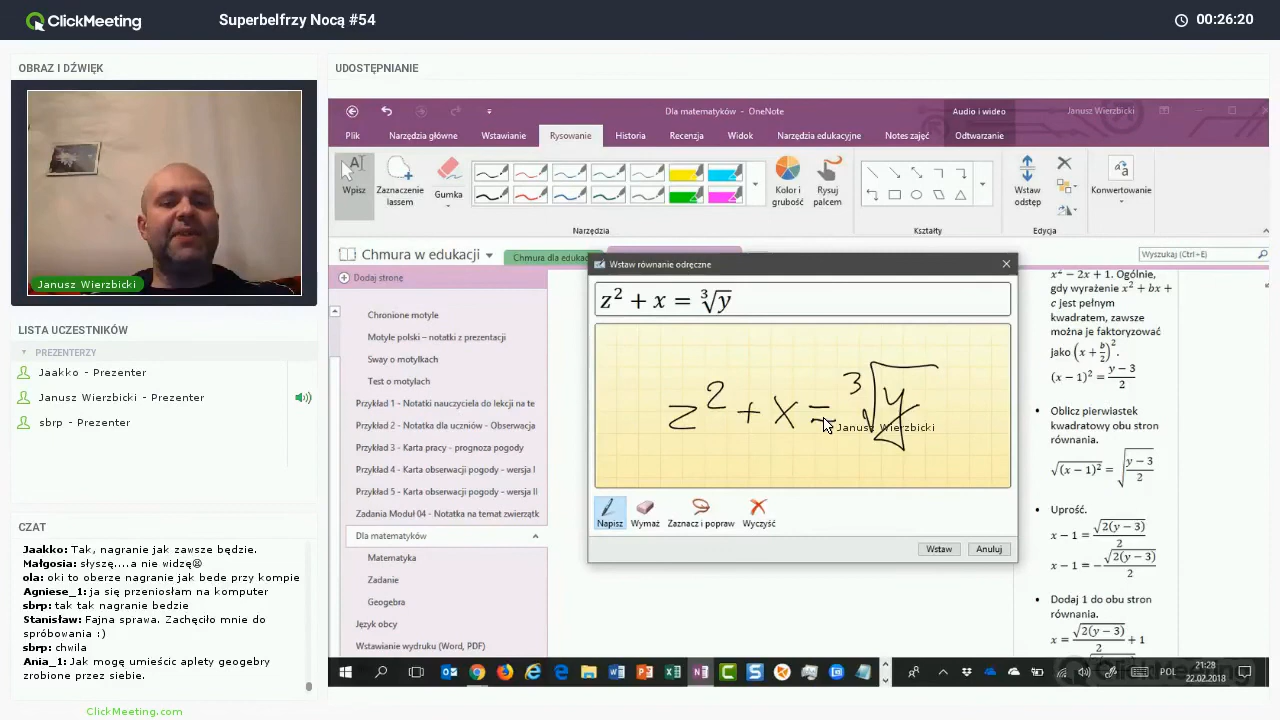 ClickMeeting
Superbelfrzy Nocą #54
00:26:20
OBRAZ I DŹWIĘK
Janusz Wierzbicki
LISTA UCZESTNIKÓW
PREZENTERZY
Jaakko - Prezenter
Janusz Wierzbicki - Prezenter
sbrp - Prezenter
CZAT
Jaakko: Tak, nagranie jak zawsze będzie.
Małgosia: słyszę....a nie widzę☹
ola: oki to oberze nagranie jak bede przy kompie
Agniese_1: ja się przeniosłam na komputer
sbrp: tak tak nagranie bedzie
Stanisław: Fajna sprawa. Zachęciło mnie do
spróbowania :)
sbrp: chwila
Ania_1: Jak mogę umieścic aplety geogebry
zrobione przez siebie.
ClickMeeting.com
UDOSTĘPNIANIE
Dla matematyków - OneNote
Audio i wideo
Janusz Wierzbicki
Plik Narzędzia główne Wstawianie Rysowanie Historia Recenzja Widok Narzędzia edukacyjne Notes zajęć Odtwarzanie
Wpisz
Zaznaczenie lassem
Gumka
Kolor i grubość
Rysuj palcem
Wstaw odstęp
Konwertowanie
Narzędzia
Kształty
Edycja
Chmura w edukacji
Chmura dla edukac
Wyszukaj (Ctrl+E)
Dodaj stronę
Chronione motyle
Motyle polski – notatki z prezentacji
Sway o motylkach
Test o motylach
Przykład 1 - Notatki nauczyciela do lekcji na te
Przykład 2 - Notatka dla uczniów - Obserwacja
Przykład 3 - Karta pracy - prognoza pogody
Przykład 4 - Karta obserwacji pogody - wersja I
Przykład 5 - Karta obserwacji pogody - wersja II
Zadania Moduł 04 - Notatka na temat zwierzątk
Dla matematyków
Matematyka
Zadanie
Geogebra
Język obcy
Wstawianie wydruku (Word, PDF)
Wstaw równanie odręczne
z² + x = ∛y
z² + x = ∛y
Janusz Wierzbicki
Napisz
Wymaż
Zaznacz i popraw
Wyczyść
Wstaw
Anuluj
x² − 2x + 1. Ogólnie,
gdy wyrażenie x² + bx +
c jest pełnym
kwadratem, zawsze
można je faktoryzować
jako (x + b/2)².
(x − 1)² = (y − 3)/2
• Oblicz pierwiastek
kwadratowy obu stron
równania.
√(x − 1)² = √((y − 3)/2)
• Uprość.
x − 1 = √(2(y − 3))/2
x − 1 = −√(2(y − 3))/2
• Dodaj 1 do obu stron
równania.
x = √(2(y − 3))/2 + 1
ClickMeeting
POL
21:28
22.02.2018